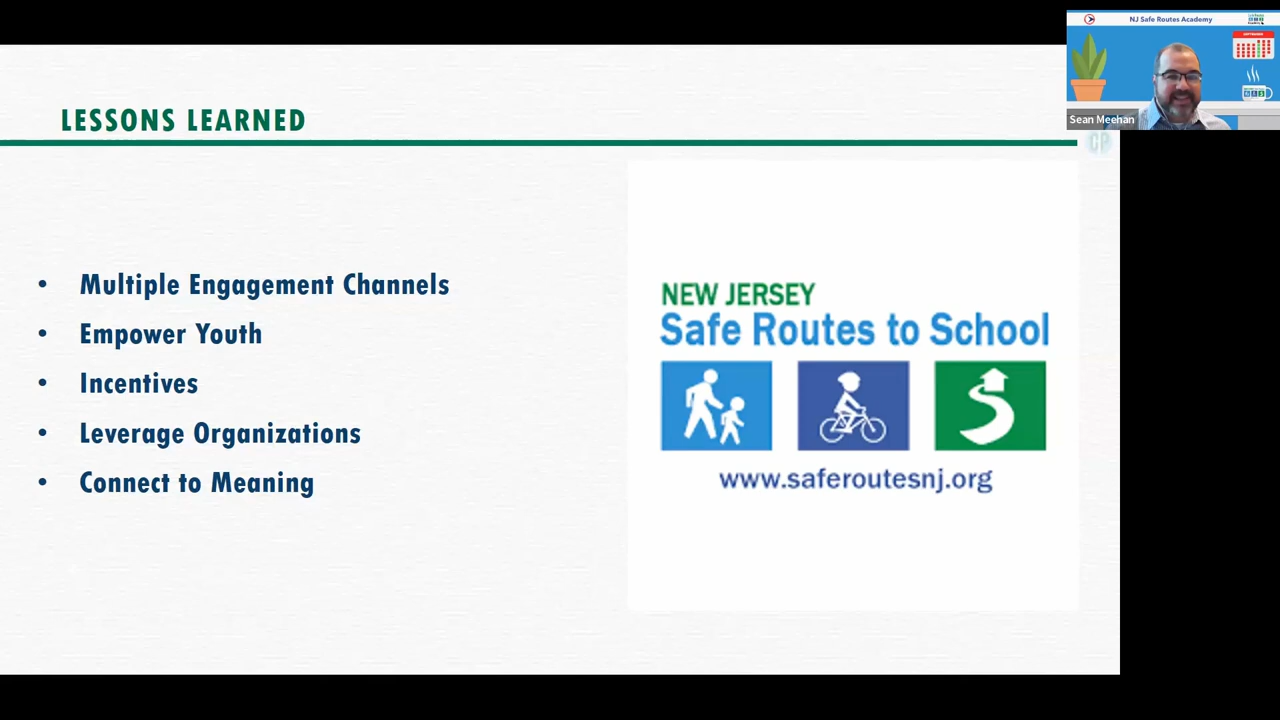 NJ Safe Routes Academy
Sean Meehan
LESSONS LEARNED
• Multiple Engagement Channels
• Empower Youth
• Incentives
• Leverage Organizations
• Connect to Meaning
NEW JERSEY
Safe Routes to School
www.saferoutesnj.org